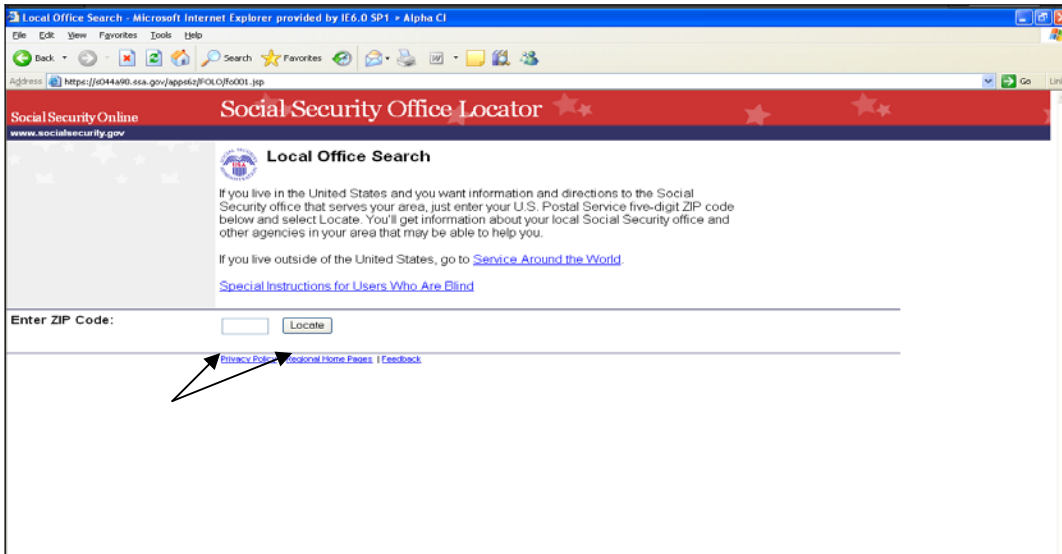 Local Office Search - Microsoft Internet Explorer provided by IE6.0 SP1 > Alpha CI
File Edit View Favorites Tools Help
Back Search Favorites
Address https://s044a90.ssa.gov/apps6z/FOLO/fo001.jsp Go Link
Social Security Online Social Security Office Locator
www.socialsecurity.gov
Local Office Search
If you live in the United States and you want information and directions to the Social
Security office that serves your area, just enter your U.S. Postal Service five-digit ZIP code
below and select Locate. You'll get information about your local Social Security office and
other agencies in your area that may be able to help you.
If you live outside of the United States, go to Service Around the World.
Special Instructions for Users Who Are Blind
Enter ZIP Code: Locate
Privacy Policy | Regional Home Pages | Feedback